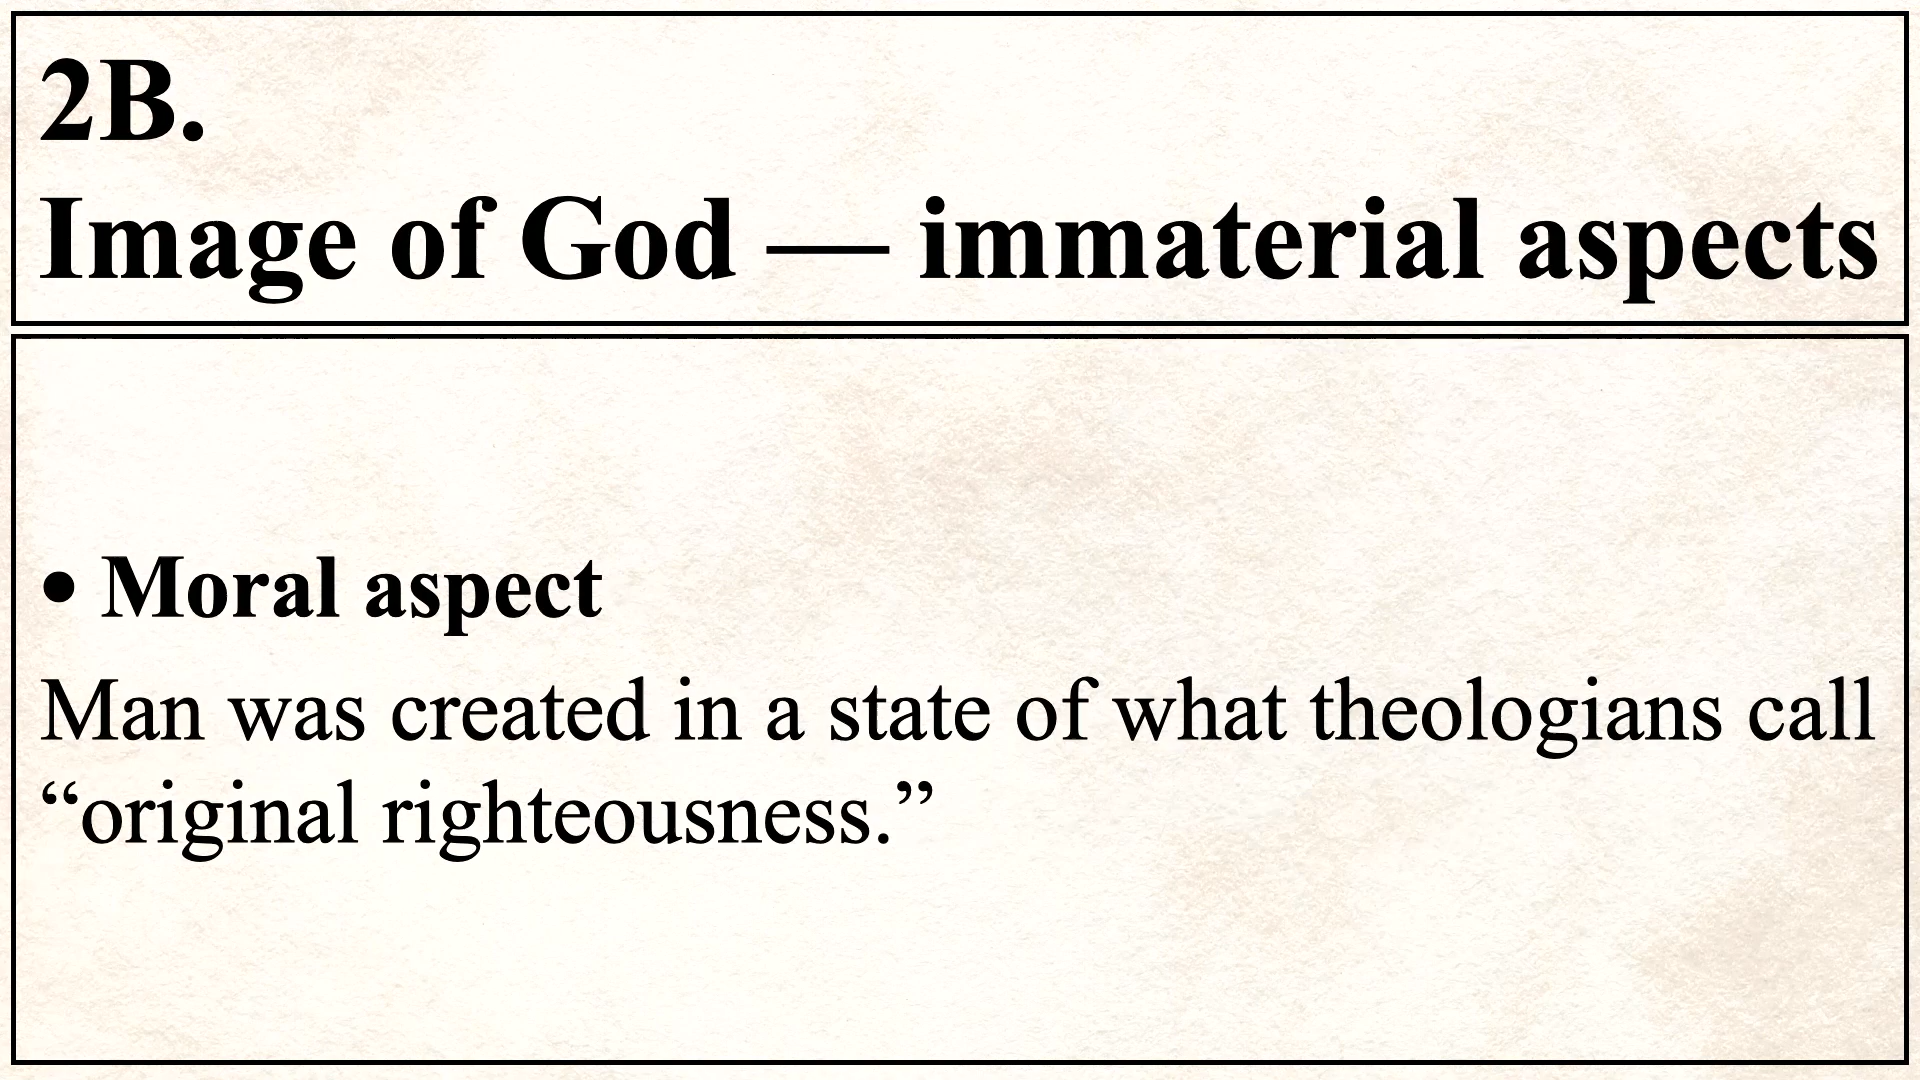 2B.
Image of God — immaterial aspects
• Moral aspect
Man was created in a state of what theologians call
“original righteousness.”